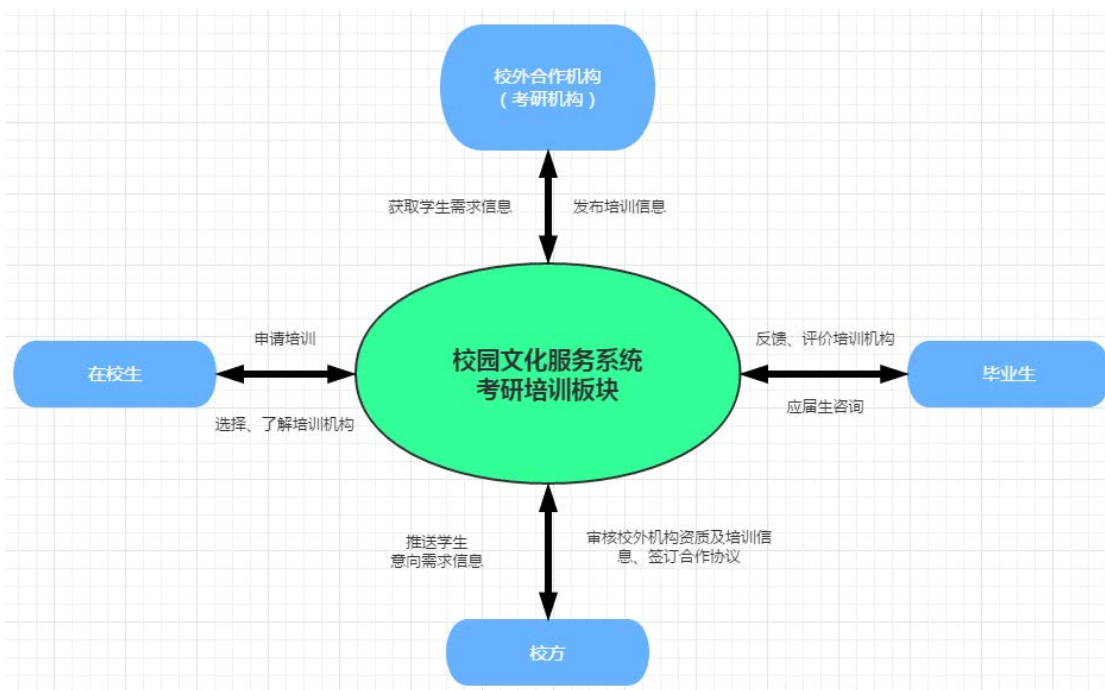 校外合作机构
（考研机构）
获取学生需求信息
发布培训信息
申请培训
反馈、评价培训机构
在校生
校园文化服务系统
考研培训板块
毕业生
选择、了解培训机构
应届生咨询
推送学生
意向需求信息
审核校外机构资质及培训信
息、签订合作协议
校方